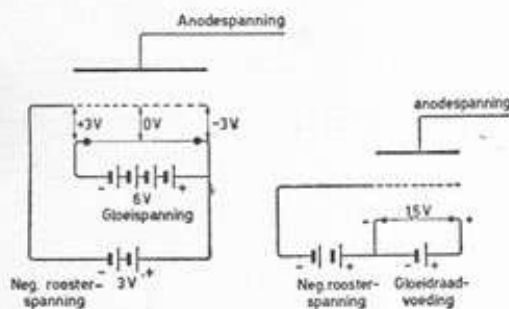 Anodespanning
+3V
0V
-3V
- +
6V
Gloeispanning
- 3V +
Neg. rooster-
spanning
anodespanning
- 1,5V +
- + - +
Neg. rooster-
spanning
Gloeidraad-
voeding